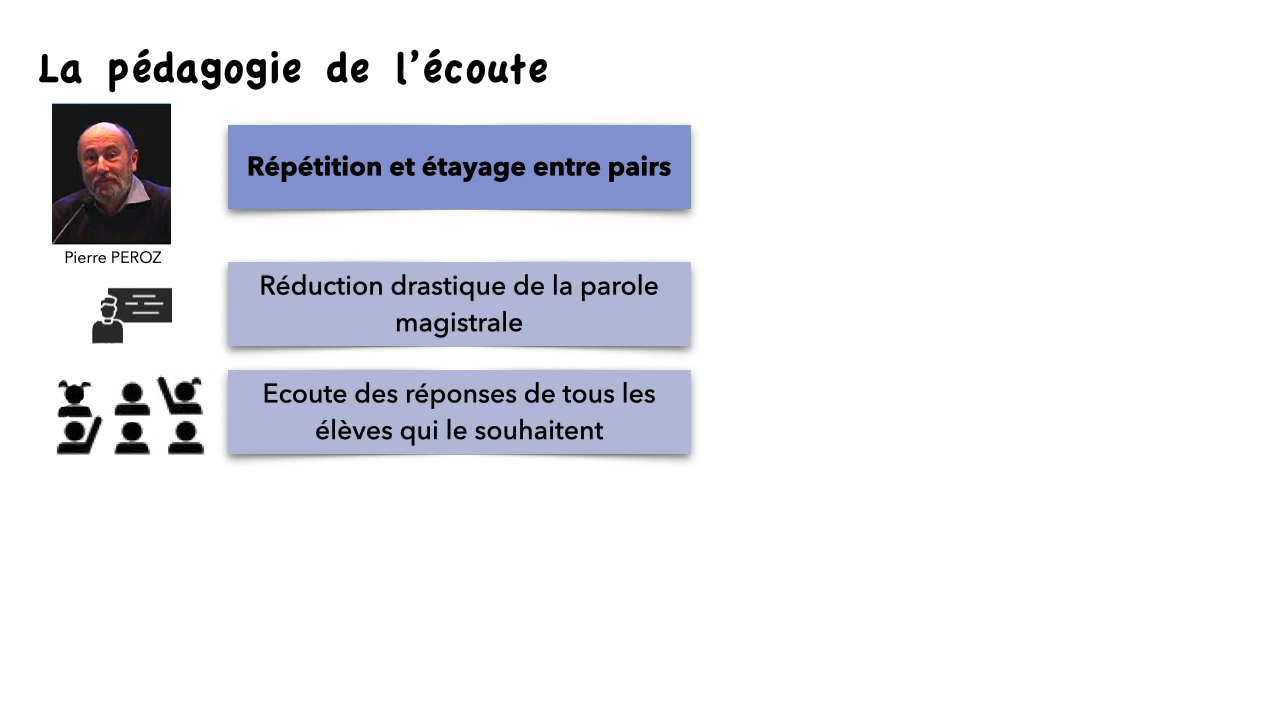 La pédagogie de l’écoute
Répétition et étayage entre pairs
Pierre PEROZ
Réduction drastique de la parole
magistrale
Ecoute des réponses de tous les
élèves qui le souhaitent